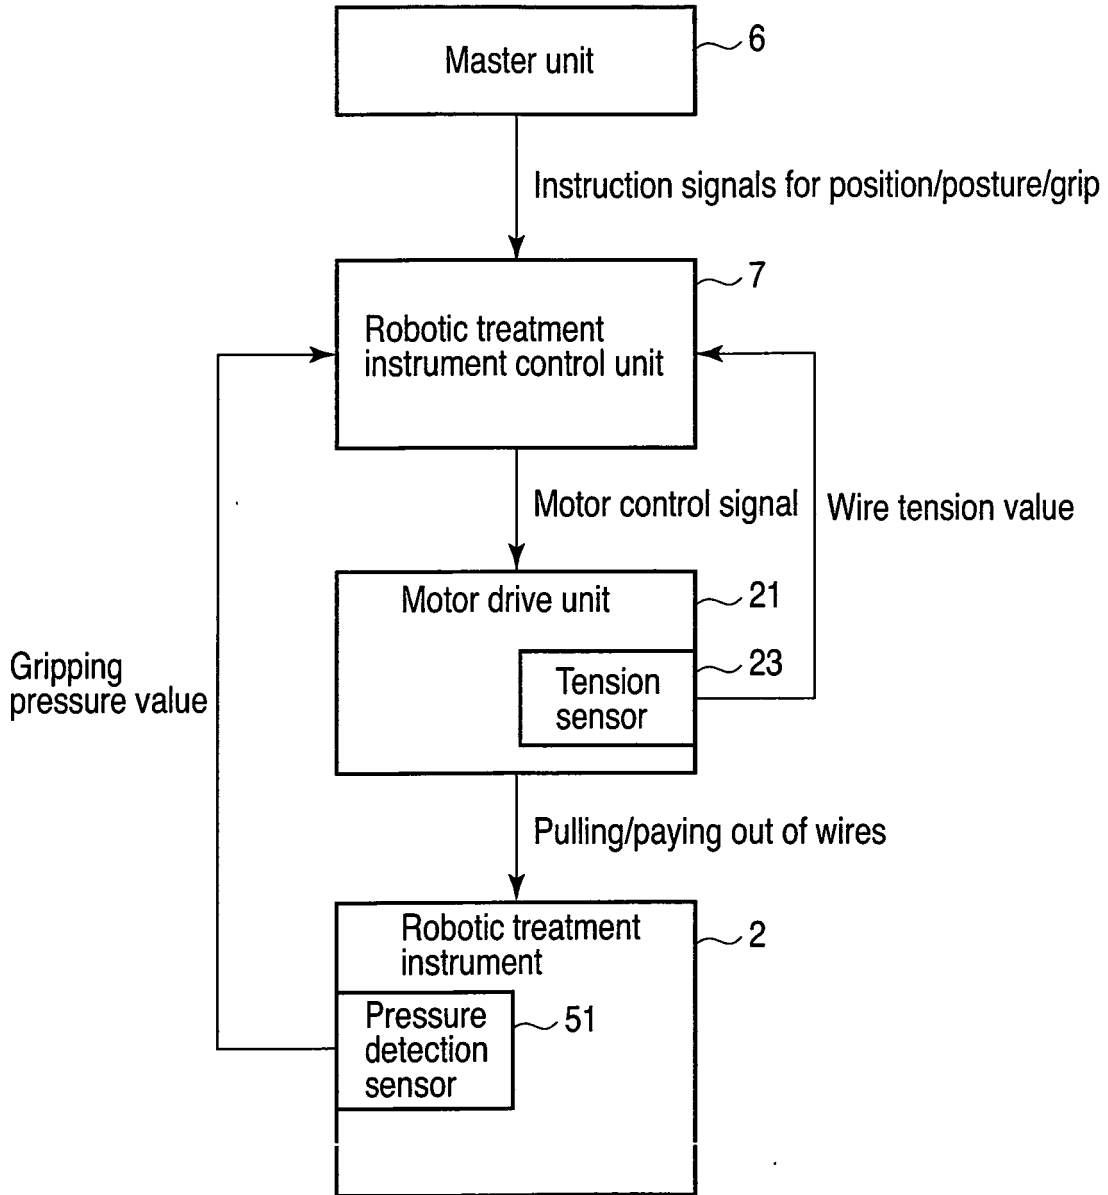 Master unit
6
Instruction signals for position/posture/grip
7
Robotic treatment
instrument control unit
Motor control signal
Wire tension value
Motor drive unit
21
Tension
sensor
23
Gripping
pressure value
Pulling/paying out of wires
Robotic treatment
instrument
2
Pressure
detection
sensor
51